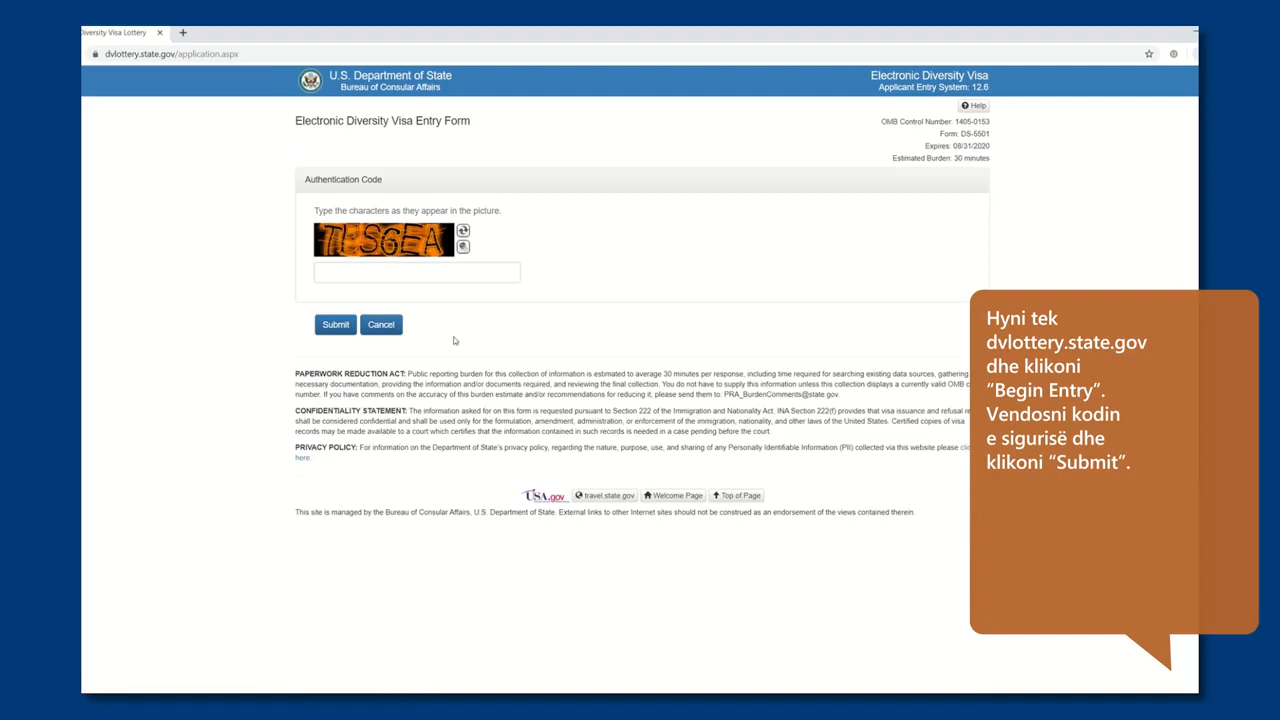 Diversity Visa Lottery
dvlottery.state.gov/application.aspx
U.S. Department of State
Bureau of Consular Affairs
Electronic Diversity Visa
Applicant Entry System: 12.6
Help
Electronic Diversity Visa Entry Form
OMB Control Number: 1405-0153
Form: DS-5501
Expires: 08/31/2020
Estimated Burden: 30 minutes
Authentication Code
Type the characters as they appear in the picture.
Submit Cancel
PAPERWORK REDUCTION ACT: Public reporting burden for this collection of information is estimated to average 30 minutes per response, including time required for searching existing data sources, gathering
necessary documentation, providing the information and/or documents required, and reviewing the final collection. You do not have to supply this information unless this collection displays a currently valid OMB
number. If you have comments on the accuracy of this burden estimate and/or recommendations for reducing it, please send them to: PRA_BurdenComments@state.gov.
CONFIDENTIALITY STATEMENT: The information asked for on this form is requested pursuant to Section 222 of the Immigration and Nationality Act. INA Section 222(f) provides that visa issuance and refusal
shall be considered confidential and shall be used only for the formulation, amendment, administration, or enforcement of the immigration, nationality, and other laws of the United States. Certified copies of visa
records may be made available to a court which certifies that the information contained in such records is needed in a case pending before the court.
PRIVACY POLICY: For information on the Department of State's privacy policy, regarding the nature, purpose, use, and sharing of any Personally Identifiable Information (PII) collected via this website please
here.
USA.gov travel.state.gov Welcome Page Top of Page
This site is managed by the Bureau of Consular Affairs, U.S. Department of State. External links to other Internet sites should not be construed as an endorsement of the views contained therein.
Hyni tek
dvlottery.state.gov
dhe klikoni
“Begin Entry”.
Vendosni kodin
e sigurisë dhe
klikoni “Submit”.